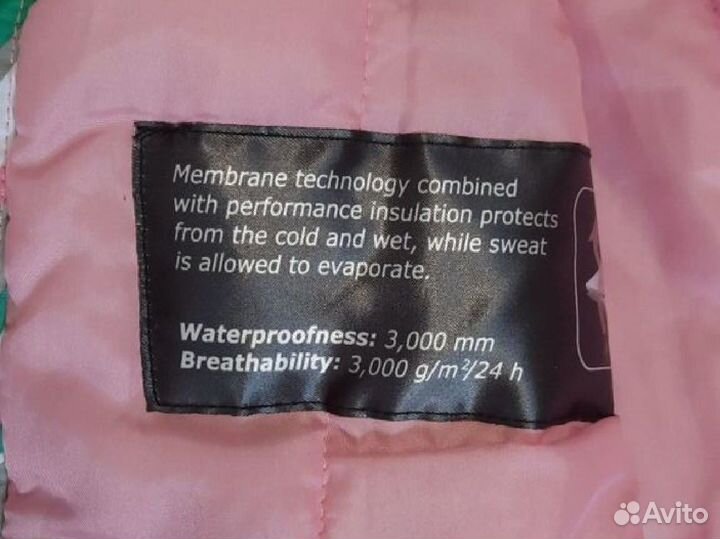 Membrane technology combined
with performance insulation protects
from the cold and wet, while sweat
is allowed to evaporate.
Waterproofness: 3,000 mm
Breathability: 3,000 g/m²/24 h
Avito